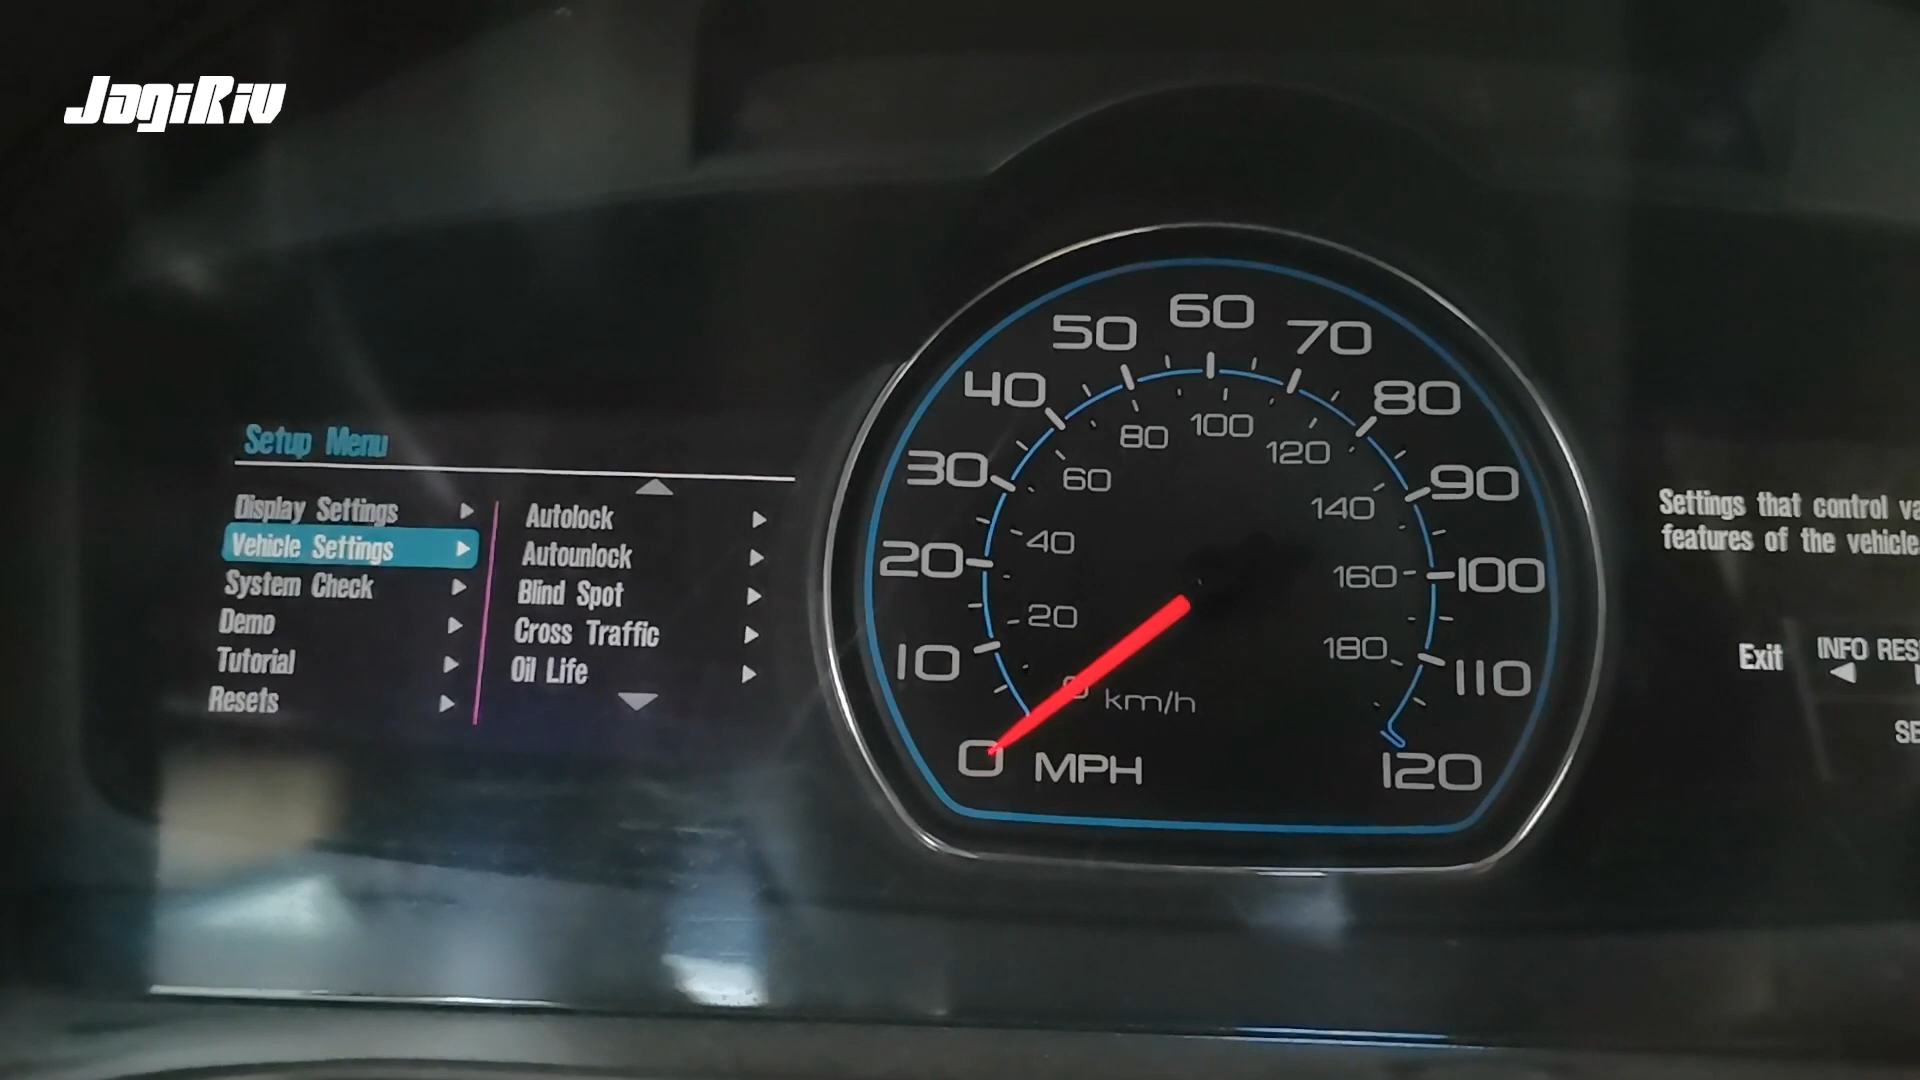 JagiRiv
Setup Menu
Display Settings
Vehicle Settings
System Check
Demo
Tutorial
Resets
Autolock
Autounlock
Blind Spot
Cross Traffic
Oil Life
0
10
20
30
40
50
60
70
80
90
100
110
120
MPH
0
20
40
60
80
100
120
140
160
180
km/h
Settings that control va
features of the vehicle
Exit
INFO RES
SE